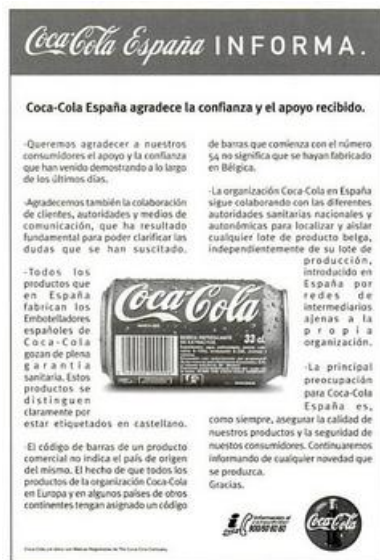 Coca-Cola España INFORMA.
Coca-Cola España agradece la confianza y el apoyo recibido.
-Queremos agradecer a nuestros
consumidores el apoyo y la confianza
que han venido demostrando a lo largo
de los últimos días.
-Agradecemos también la colaboración
de clientes, autoridades y medios de
comunicación, que ha resultado
fundamental para poder clarificar las
dudas que se han suscitado.
-Todos los
productos que
en España
fabrican los
Embotelladores
españoles de
Coca-Cola
gozan de plena
garantía
sanitaria. Estos
productos se
distinguen
claramente por
estar etiquetados en castellano.
-El código de barras de un producto
comercial no indica el país de origen
del mismo. El hecho de que todos los
productos de la organización Coca-Cola
en Europa y en algunos países de otros
continentes tengan asignado un código
de barras que comienza con el número
54 no significa que se hayan fabricado
en Bélgica.
-La organización Coca-Cola en España
sigue colaborando con las diferentes
autoridades sanitarias nacionales y
autonómicas para localizar y aislar
cualquier lote de producto belga,
independientemente de su lote de
producción,
introducido en
España por
redes de
intermediarios
ajenas a la
propia
organización.
-La principal
preocupación
para Coca-Cola
España es,
como siempre, asegurar la calidad de
nuestros productos y la seguridad de
nuestros consumidores. Continuaremos
informando de cualquier novedad que
se produzca.
Gracias.
Coca-Cola
33 cl.
Información al
consumidor
Coca-Cola